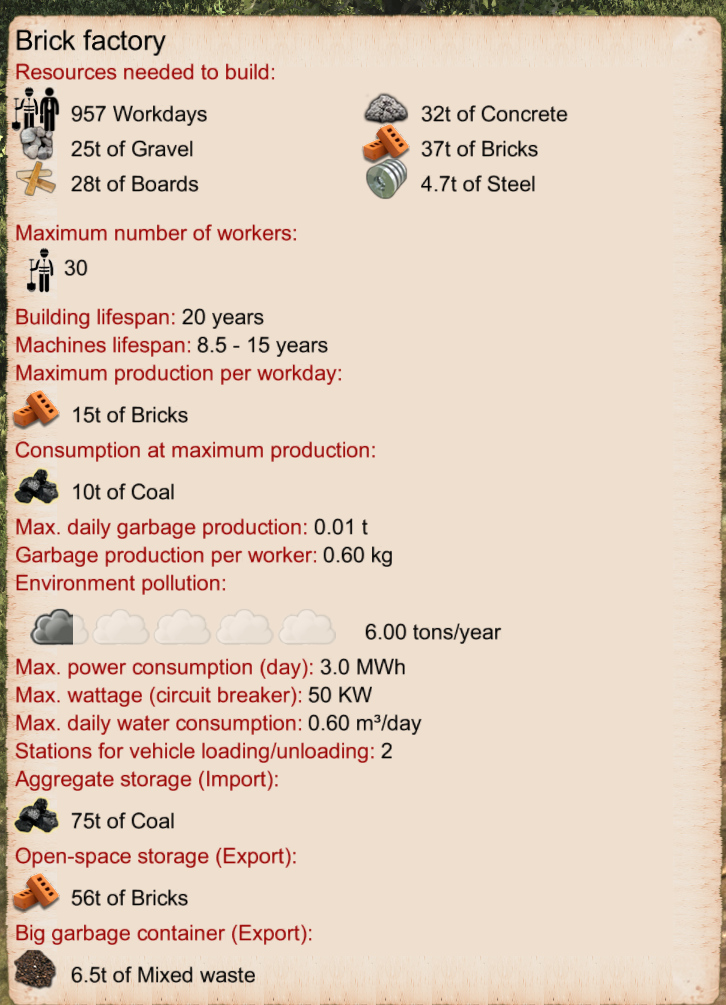 Brick factory
Resources needed to build:
957 Workdays 32t of Concrete
25t of Gravel 37t of Bricks
28t of Boards 4.7t of Steel
Maximum number of workers:
30
Building lifespan: 20 years
Machines lifespan: 8.5 - 15 years
Maximum production per workday:
15t of Bricks
Consumption at maximum production:
10t of Coal
Max. daily garbage production: 0.01 t
Garbage production per worker: 0.60 kg
Environment pollution:
6.00 tons/year
Max. power consumption (day): 3.0 MWh
Max. wattage (circuit breaker): 50 KW
Max. daily water consumption: 0.60 m³/day
Stations for vehicle loading/unloading: 2
Aggregate storage (Import):
75t of Coal
Open-space storage (Export):
56t of Bricks
Big garbage container (Export):
6.5t of Mixed waste